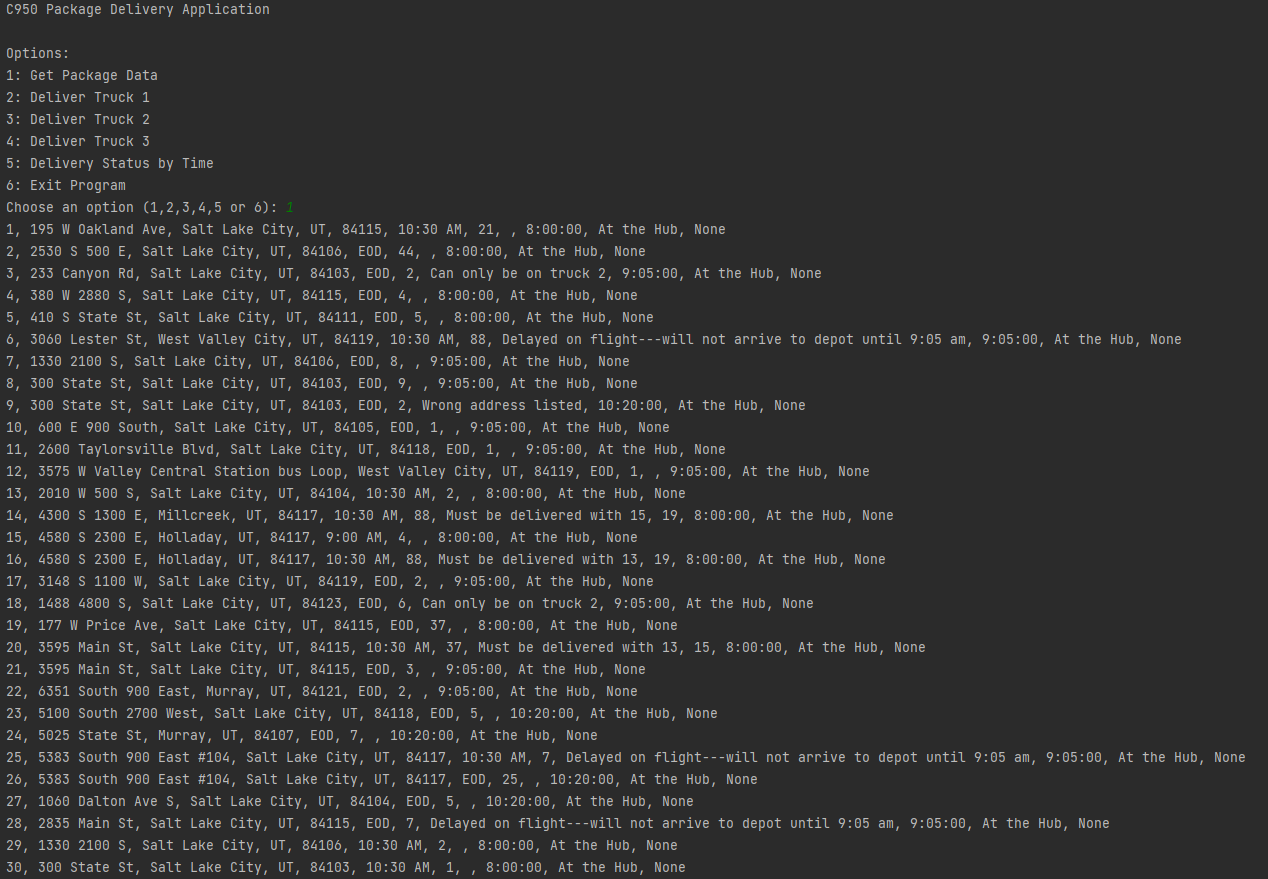 C950 Package Delivery Application
Options:
1: Get Package Data
2: Deliver Truck 1
3: Deliver Truck 2
4: Deliver Truck 3
5: Delivery Status by Time
6: Exit Program
Choose an option (1,2,3,4,5 or 6): 1
1, 195 W Oakland Ave, Salt Lake City, UT, 84115, 10:30 AM, 21, , 8:00:00, At the Hub, None
2, 2530 S 500 E, Salt Lake City, UT, 84106, EOD, 44, , 8:00:00, At the Hub, None
3, 233 Canyon Rd, Salt Lake City, UT, 84103, EOD, 2, Can only be on truck 2, 9:05:00, At the Hub, None
4, 380 W 2880 S, Salt Lake City, UT, 84115, EOD, 4, , 8:00:00, At the Hub, None
5, 410 S State St, Salt Lake City, UT, 84111, EOD, 5, , 8:00:00, At the Hub, None
6, 3060 Lester St, West Valley City, UT, 84119, 10:30 AM, 88, Delayed on flight---will not arrive to depot until 9:05 am, 9:05:00, At the Hub, None
7, 1330 2100 S, Salt Lake City, UT, 84106, EOD, 8, , 9:05:00, At the Hub, None
8, 300 State St, Salt Lake City, UT, 84103, EOD, 9, , 9:05:00, At the Hub, None
9, 300 State St, Salt Lake City, UT, 84103, EOD, 2, Wrong address listed, 10:20:00, At the Hub, None
10, 600 E 900 South, Salt Lake City, UT, 84105, EOD, 1, , 9:05:00, At the Hub, None
11, 2600 Taylorsville Blvd, Salt Lake City, UT, 84118, EOD, 1, , 9:05:00, At the Hub, None
12, 3575 W Valley Central Station bus Loop, West Valley City, UT, 84119, EOD, 1, , 9:05:00, At the Hub, None
13, 2010 W 500 S, Salt Lake City, UT, 84104, 10:30 AM, 2, , 8:00:00, At the Hub, None
14, 4300 S 1300 E, Millcreek, UT, 84117, 10:30 AM, 88, Must be delivered with 15, 19, 8:00:00, At the Hub, None
15, 4580 S 2300 E, Holladay, UT, 84117, 9:00 AM, 4, , 8:00:00, At the Hub, None
16, 4580 S 2300 E, Holladay, UT, 84117, 10:30 AM, 88, Must be delivered with 13, 19, 8:00:00, At the Hub, None
17, 3148 S 1100 W, Salt Lake City, UT, 84119, EOD, 2, , 9:05:00, At the Hub, None
18, 1488 4800 S, Salt Lake City, UT, 84123, EOD, 6, Can only be on truck 2, 9:05:00, At the Hub, None
19, 177 W Price Ave, Salt Lake City, UT, 84115, EOD, 37, , 8:00:00, At the Hub, None
20, 3595 Main St, Salt Lake City, UT, 84115, 10:30 AM, 37, Must be delivered with 13, 15, 8:00:00, At the Hub, None
21, 3595 Main St, Salt Lake City, UT, 84115, EOD, 3, , 9:05:00, At the Hub, None
22, 6351 South 900 East, Murray, UT, 84121, EOD, 2, , 9:05:00, At the Hub, None
23, 5100 South 2700 West, Salt Lake City, UT, 84118, EOD, 5, , 10:20:00, At the Hub, None
24, 5025 State St, Murray, UT, 84107, EOD, 7, , 10:20:00, At the Hub, None
25, 5383 South 900 East #104, Salt Lake City, UT, 84117, 10:30 AM, 7, Delayed on flight---will not arrive to depot until 9:05 am, 9:05:00, At the Hub, None
26, 5383 South 900 East #104, Salt Lake City, UT, 84117, EOD, 25, , 10:20:00, At the Hub, None
27, 1060 Dalton Ave S, Salt Lake City, UT, 84104, EOD, 5, , 10:20:00, At the Hub, None
28, 2835 Main St, Salt Lake City, UT, 84115, EOD, 7, Delayed on flight---will not arrive to depot until 9:05 am, 9:05:00, At the Hub, None
29, 1330 2100 S, Salt Lake City, UT, 84106, 10:30 AM, 2, , 8:00:00, At the Hub, None
30, 300 State St, Salt Lake City, UT, 84103, 10:30 AM, 1, , 8:00:00, At the Hub, None